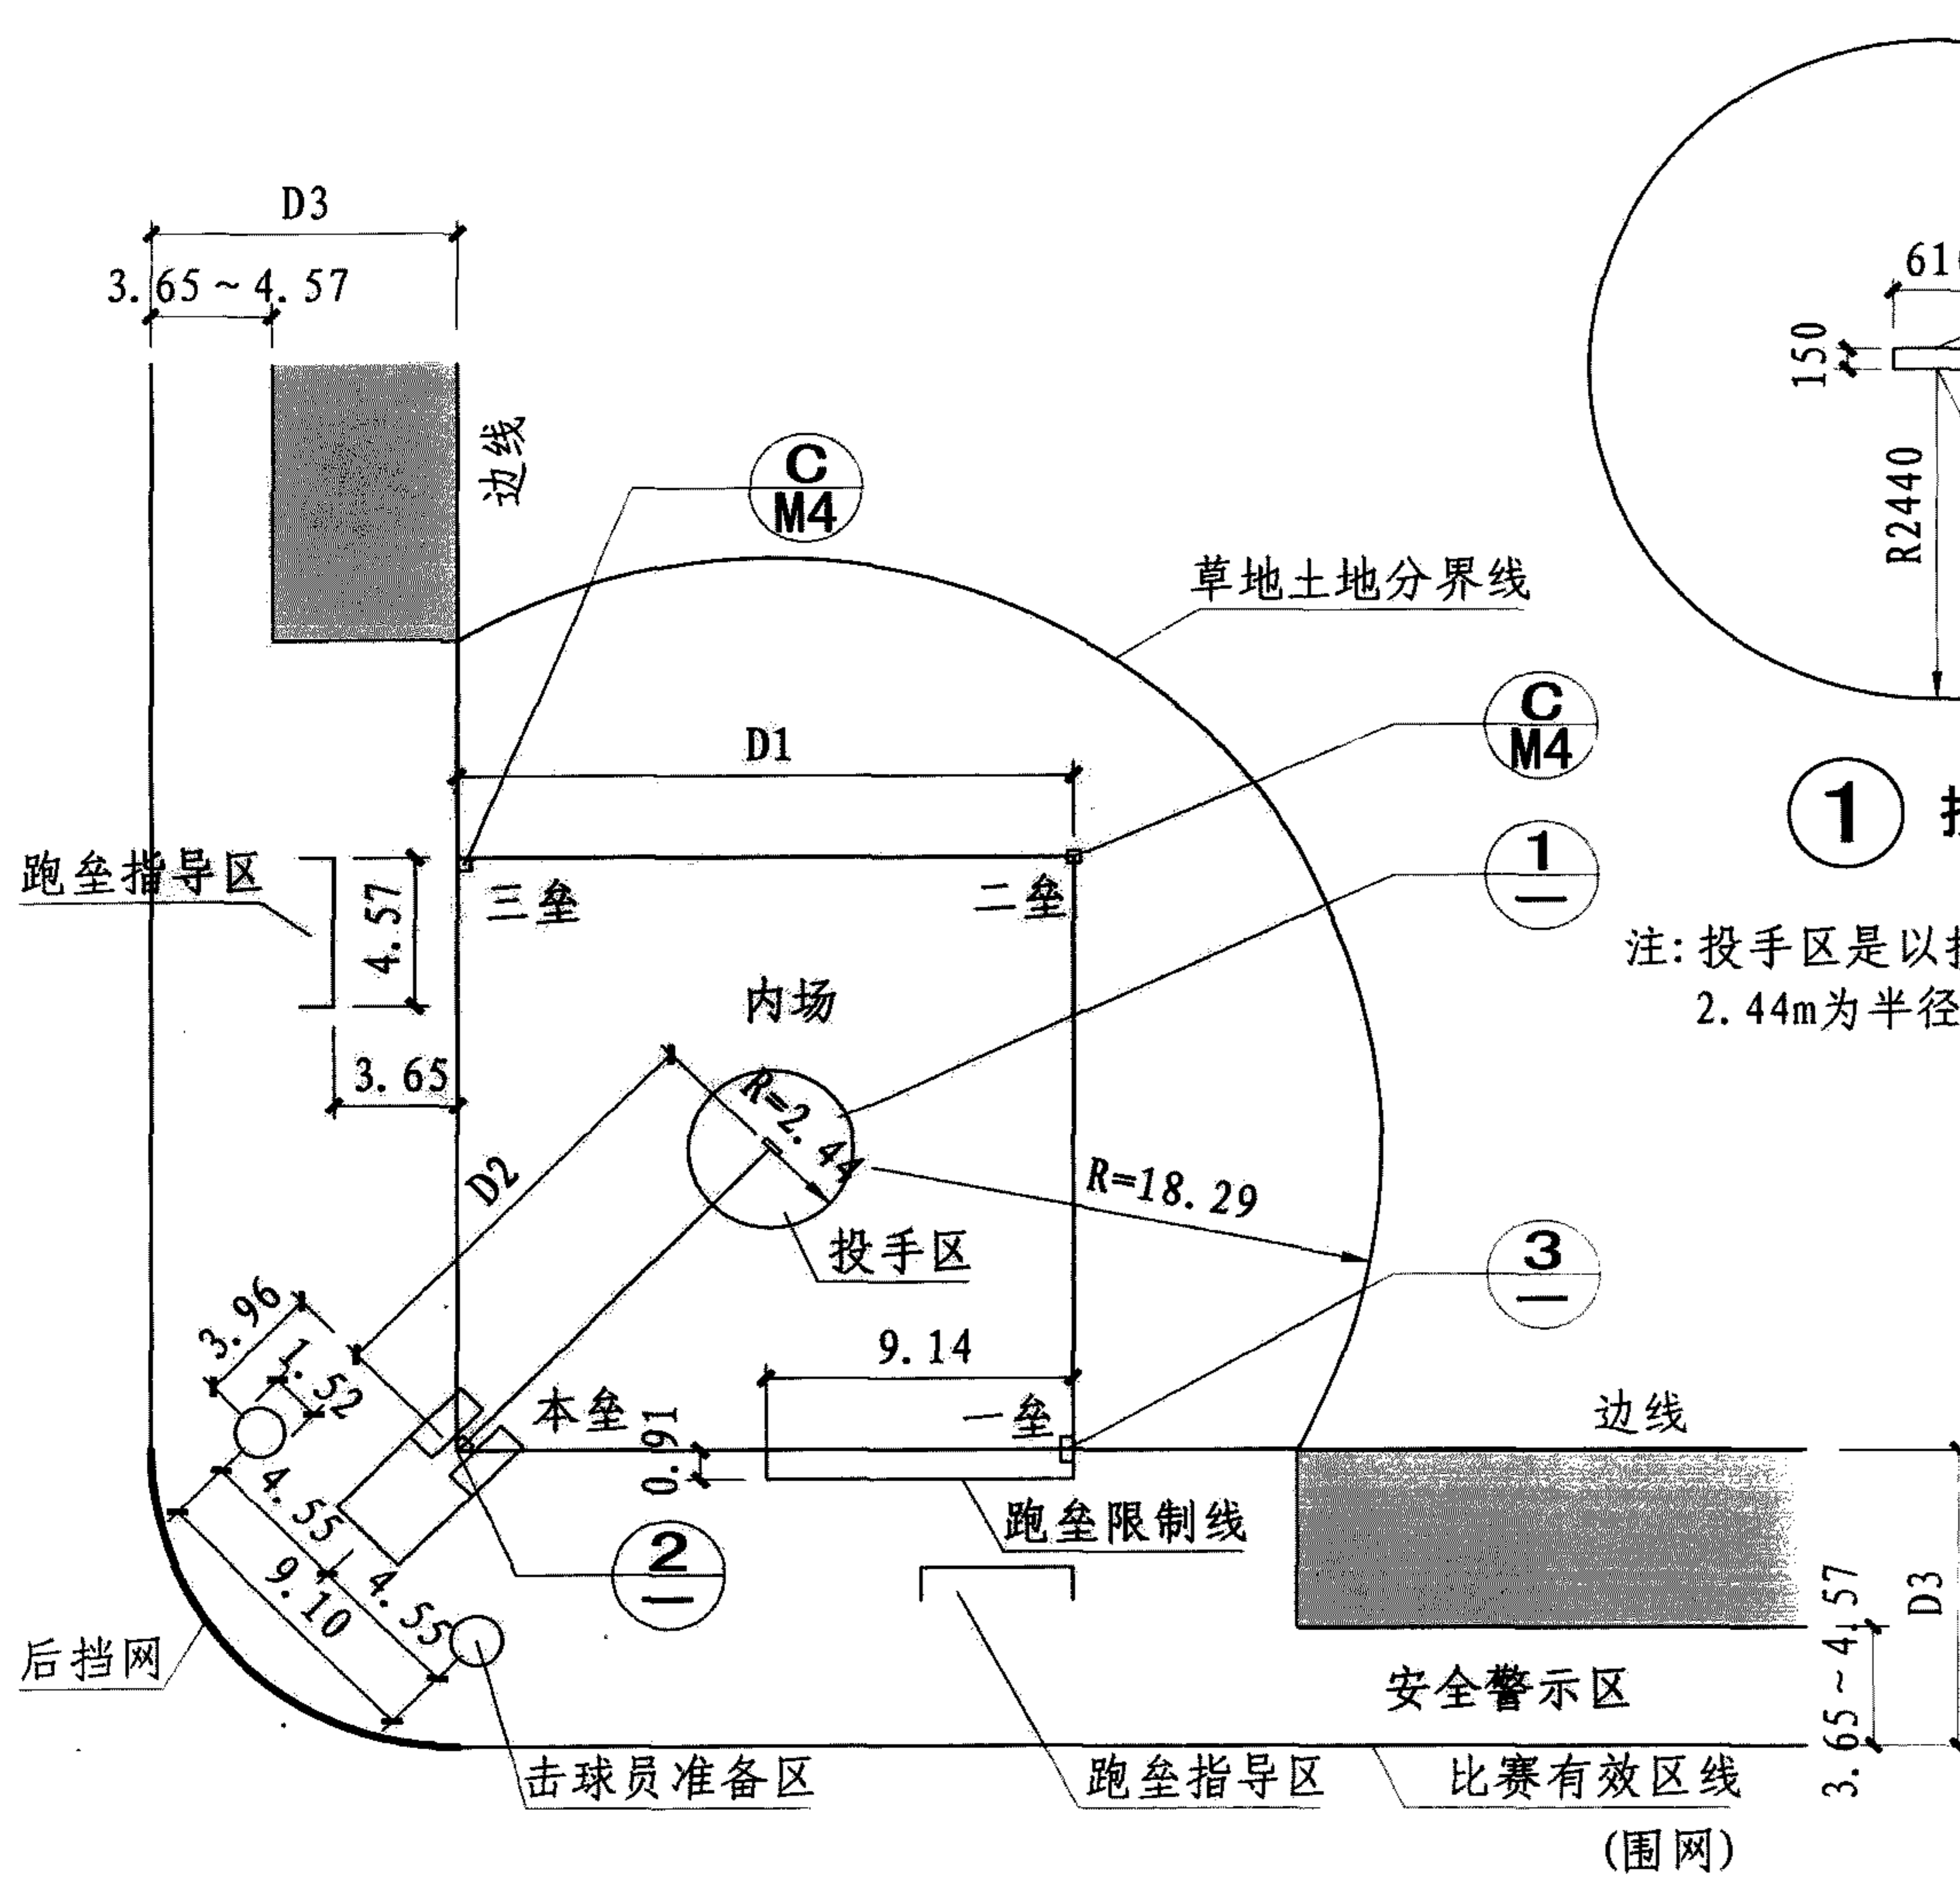 D3
3.65～4.57
610
150
边线
C
M4
R2440
草地土地分界线
C
M4
D1
1
跑垒指导区
1
—
三垒
二垒
4.57
注:投手区是以
2.44m为半径
内场
3.65
R=2.44
D2
R=18.29
投手区
3
—
3.96
1.52
9.14
本垒
一垒
边线
0.91
4.55
跑垒限制线
2
—
9.10
4.55
D3
3.65～4.57
后挡网
安全警示区
击球员准备区
跑垒指导区
比赛有效区线
(围网)